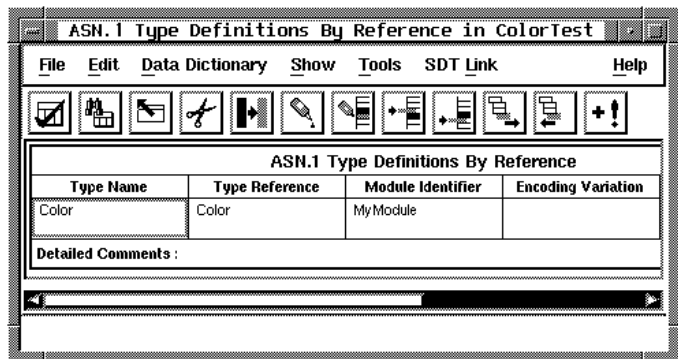 ASN.1 Type Definitions By Reference in ColorTest
File Edit Data Dictionary Show Tools SDT Link Help
ASN.1 Type Definitions By Reference
Type Name Type Reference Module Identifier Encoding Variation
Color Color MyModule
Detailed Comments :